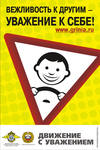 ВЕЖЛИВОСТЬ К ДРУГИМ –
УВАЖЕНИЕ К СЕБЕ!
www.grinia.ru
ДВИЖЕНИЕ
С УВАЖЕНИЕМ